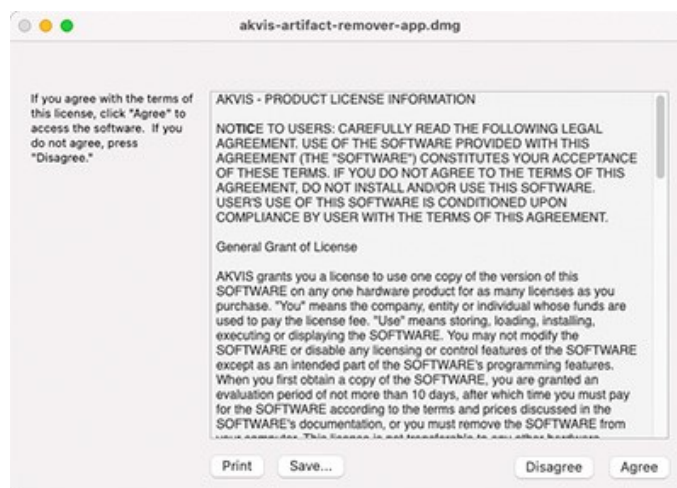 akvis-artifact-remover-app.dmg
If you agree with the terms of
this license, click "Agree" to
access the software. If you
do not agree, press
"Disagree."
AKVIS - PRODUCT LICENSE INFORMATION
NOTICE TO USERS: CAREFULLY READ THE FOLLOWING LEGAL
AGREEMENT. USE OF THE SOFTWARE PROVIDED WITH THIS
AGREEMENT (THE "SOFTWARE") CONSTITUTES YOUR ACCEPTANCE
OF THESE TERMS. IF YOU DO NOT AGREE TO THE TERMS OF THIS
AGREEMENT, DO NOT INSTALL AND/OR USE THIS SOFTWARE.
USER'S USE OF THIS SOFTWARE IS CONDITIONED UPON
COMPLIANCE BY USER WITH THE TERMS OF THIS AGREEMENT.
General Grant of License
AKVIS grants you a license to use one copy of the version of this
SOFTWARE on any one hardware product for as many licenses as you
purchase. "You" means the company, entity or individual whose funds are
used to pay the license fee. "Use" means storing, loading, installing,
executing or displaying the SOFTWARE. You may not modify the
SOFTWARE or disable any licensing or control features of the SOFTWARE
except as an intended part of the SOFTWARE's programming features.
When you first obtain a copy of the SOFTWARE, you are granted an
evaluation period of not more than 10 days, after which time you must pay
for the SOFTWARE according to the terms and prices discussed in the
SOFTWARE's documentation, or you must remove the SOFTWARE from
your computer. This license is not transferable to any other hardware
Print Save... Disagree Agree